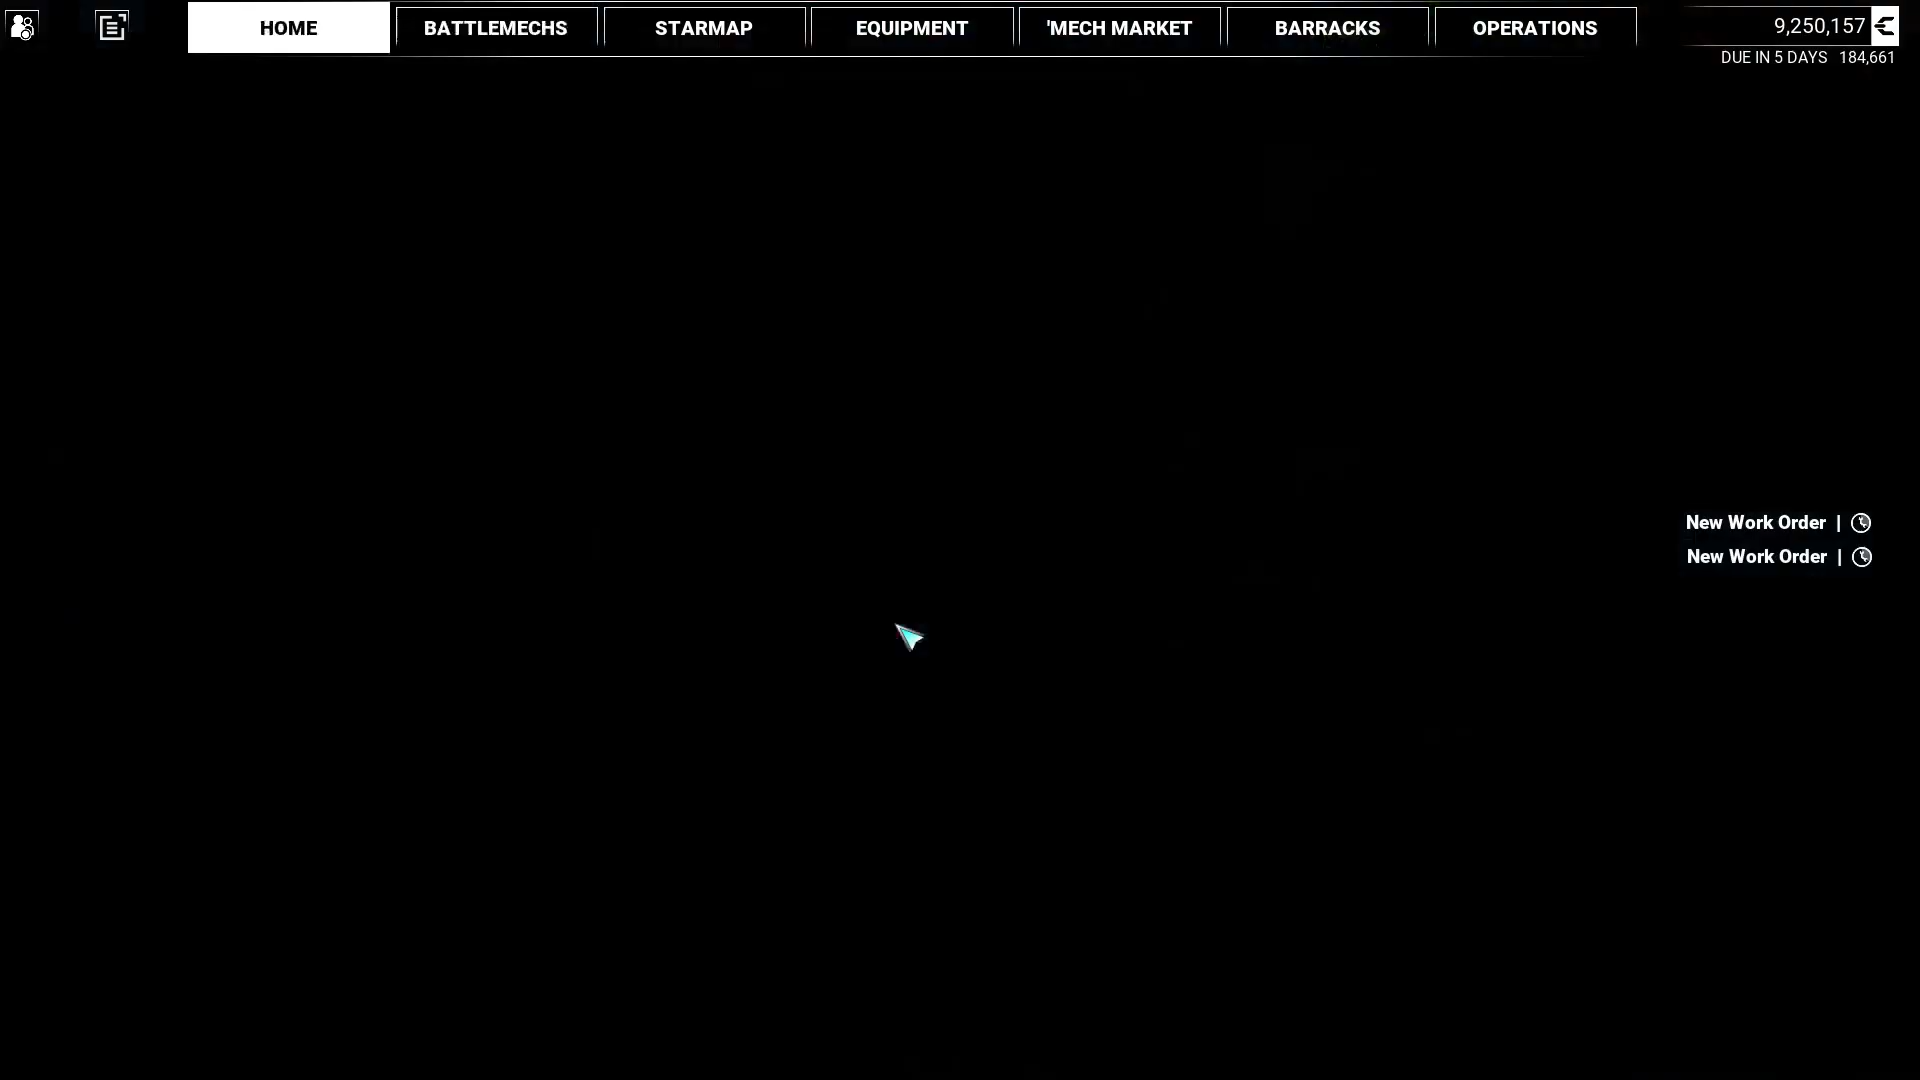 HOME
BATTLEMECHS
STARMAP
EQUIPMENT
'MECH MARKET
BARRACKS
OPERATIONS
9,250,157
DUE IN 5 DAYS 184,661
New Work Order |
New Work Order |